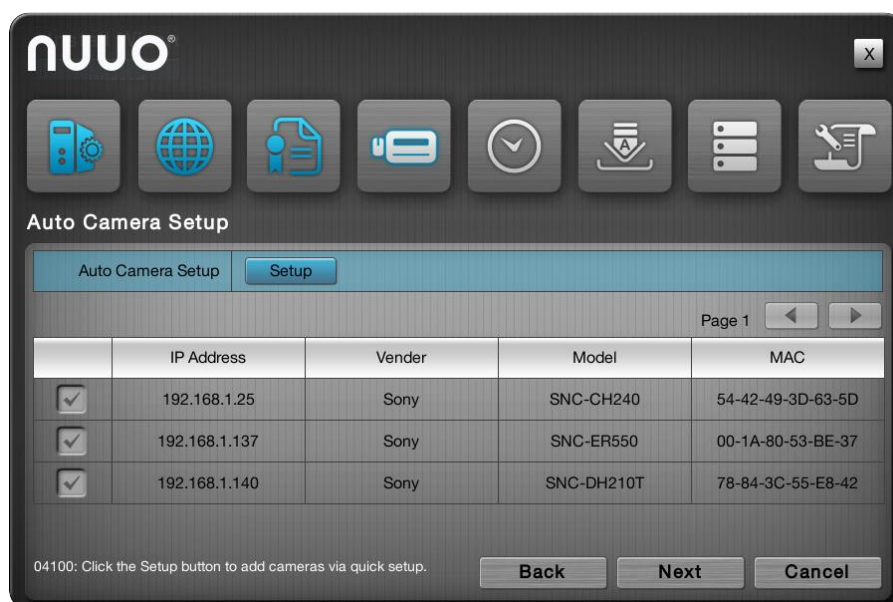 nuuo®
X
A
Auto Camera Setup
Auto Camera Setup Setup
Page 1
IP Address Vender Model MAC
192.168.1.25 Sony SNC-CH240 54-42-49-3D-63-5D
192.168.1.137 Sony SNC-ER550 00-1A-80-53-BE-37
192.168.1.140 Sony SNC-DH210T 78-84-3C-55-E8-42
04100: Click the Setup button to add cameras via quick setup. Back Next Cancel